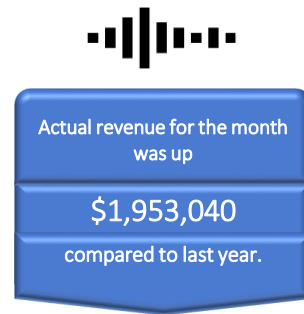 Actual revenue for the month
was up
$1,953,040
compared to last year.